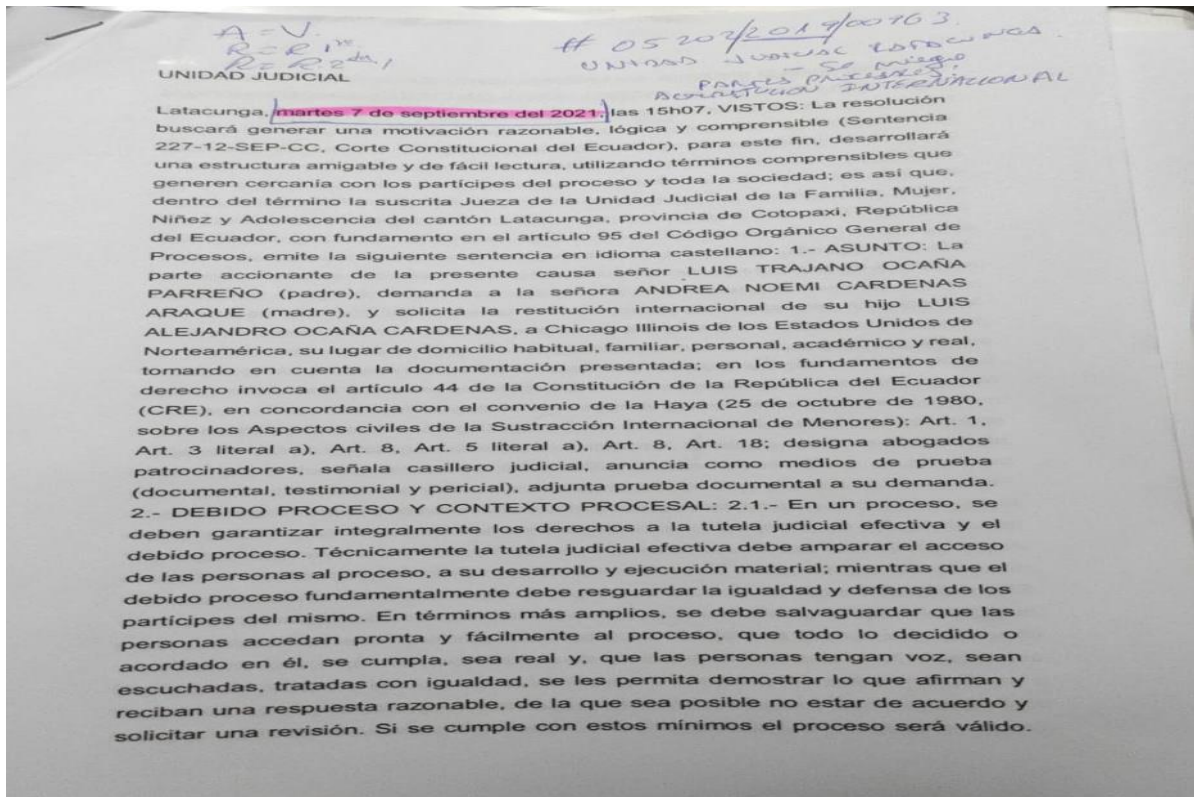 A = V.
R = R 1ra
R = R 2da,
# 05202/2019/00963.
UNIDAD JUDICIAL LATACUNGA
- Se niega
PARTES PROCESALES,
RESTITUCION INTERNACIONAL
UNIDAD JUDICIAL
Latacunga, martes 7 de septiembre del 2021, las 15h07, VISTOS: La resolución
buscará generar una motivación razonable, lógica y comprensible (Sentencia
227-12-SEP-CC, Corte Constitucional del Ecuador), para este fin, desarrollará
una estructura amigable y de fácil lectura, utilizando términos comprensibles que
generen cercanía con los partícipes del proceso y toda la sociedad; es así que,
dentro del término la suscrita Jueza de la Unidad Judicial de la Familia, Mujer,
Niñez y Adolescencia del cantón Latacunga, provincia de Cotopaxi, República
del Ecuador, con fundamento en el artículo 95 del Código Orgánico General de
Procesos, emite la siguiente sentencia en idioma castellano: 1.- ASUNTO: La
parte accionante de la presente causa señor LUIS TRAJANO OCAÑA
PARREÑO (padre), demanda a la señora ANDREA NOEMI CARDENAS
ARAQUE (madre), y solicita la restitución internacional de su hijo LUIS
ALEJANDRO OCAÑA CARDENAS, a Chicago Illinois de los Estados Unidos de
Norteamérica, su lugar de domicilio habitual, familiar, personal, académico y real,
tomando en cuenta la documentación presentada; en los fundamentos de
derecho invoca el artículo 44 de la Constitución de la República del Ecuador
(CRE), en concordancia con el convenio de la Haya (25 de octubre de 1980,
sobre los Aspectos civiles de la Sustracción Internacional de Menores): Art. 1,
Art. 3 literal a), Art. 8, Art. 5 literal a), Art. 8, Art. 18; designa abogados
patrocinadores, señala casillero judicial, anuncia como medios de prueba
(documental, testimonial y pericial), adjunta prueba documental a su demanda.
2.- DEBIDO PROCESO Y CONTEXTO PROCESAL: 2.1.- En un proceso, se
deben garantizar integralmente los derechos a la tutela judicial efectiva y el
debido proceso. Técnicamente la tutela judicial efectiva debe amparar el acceso
de las personas al proceso, a su desarrollo y ejecución material; mientras que el
debido proceso fundamentalmente debe resguardar la igualdad y defensa de los
partícipes del mismo. En términos más amplios, se debe salvaguardar que las
personas accedan pronta y fácilmente al proceso, que todo lo decidido o
acordado en él, se cumpla, sea real y, que las personas tengan voz, sean
escuchadas, tratadas con igualdad, se les permita demostrar lo que afirman y
reciban una respuesta razonable, de la que sea posible no estar de acuerdo y
solicitar una revisión. Si se cumple con estos mínimos el proceso será válido.